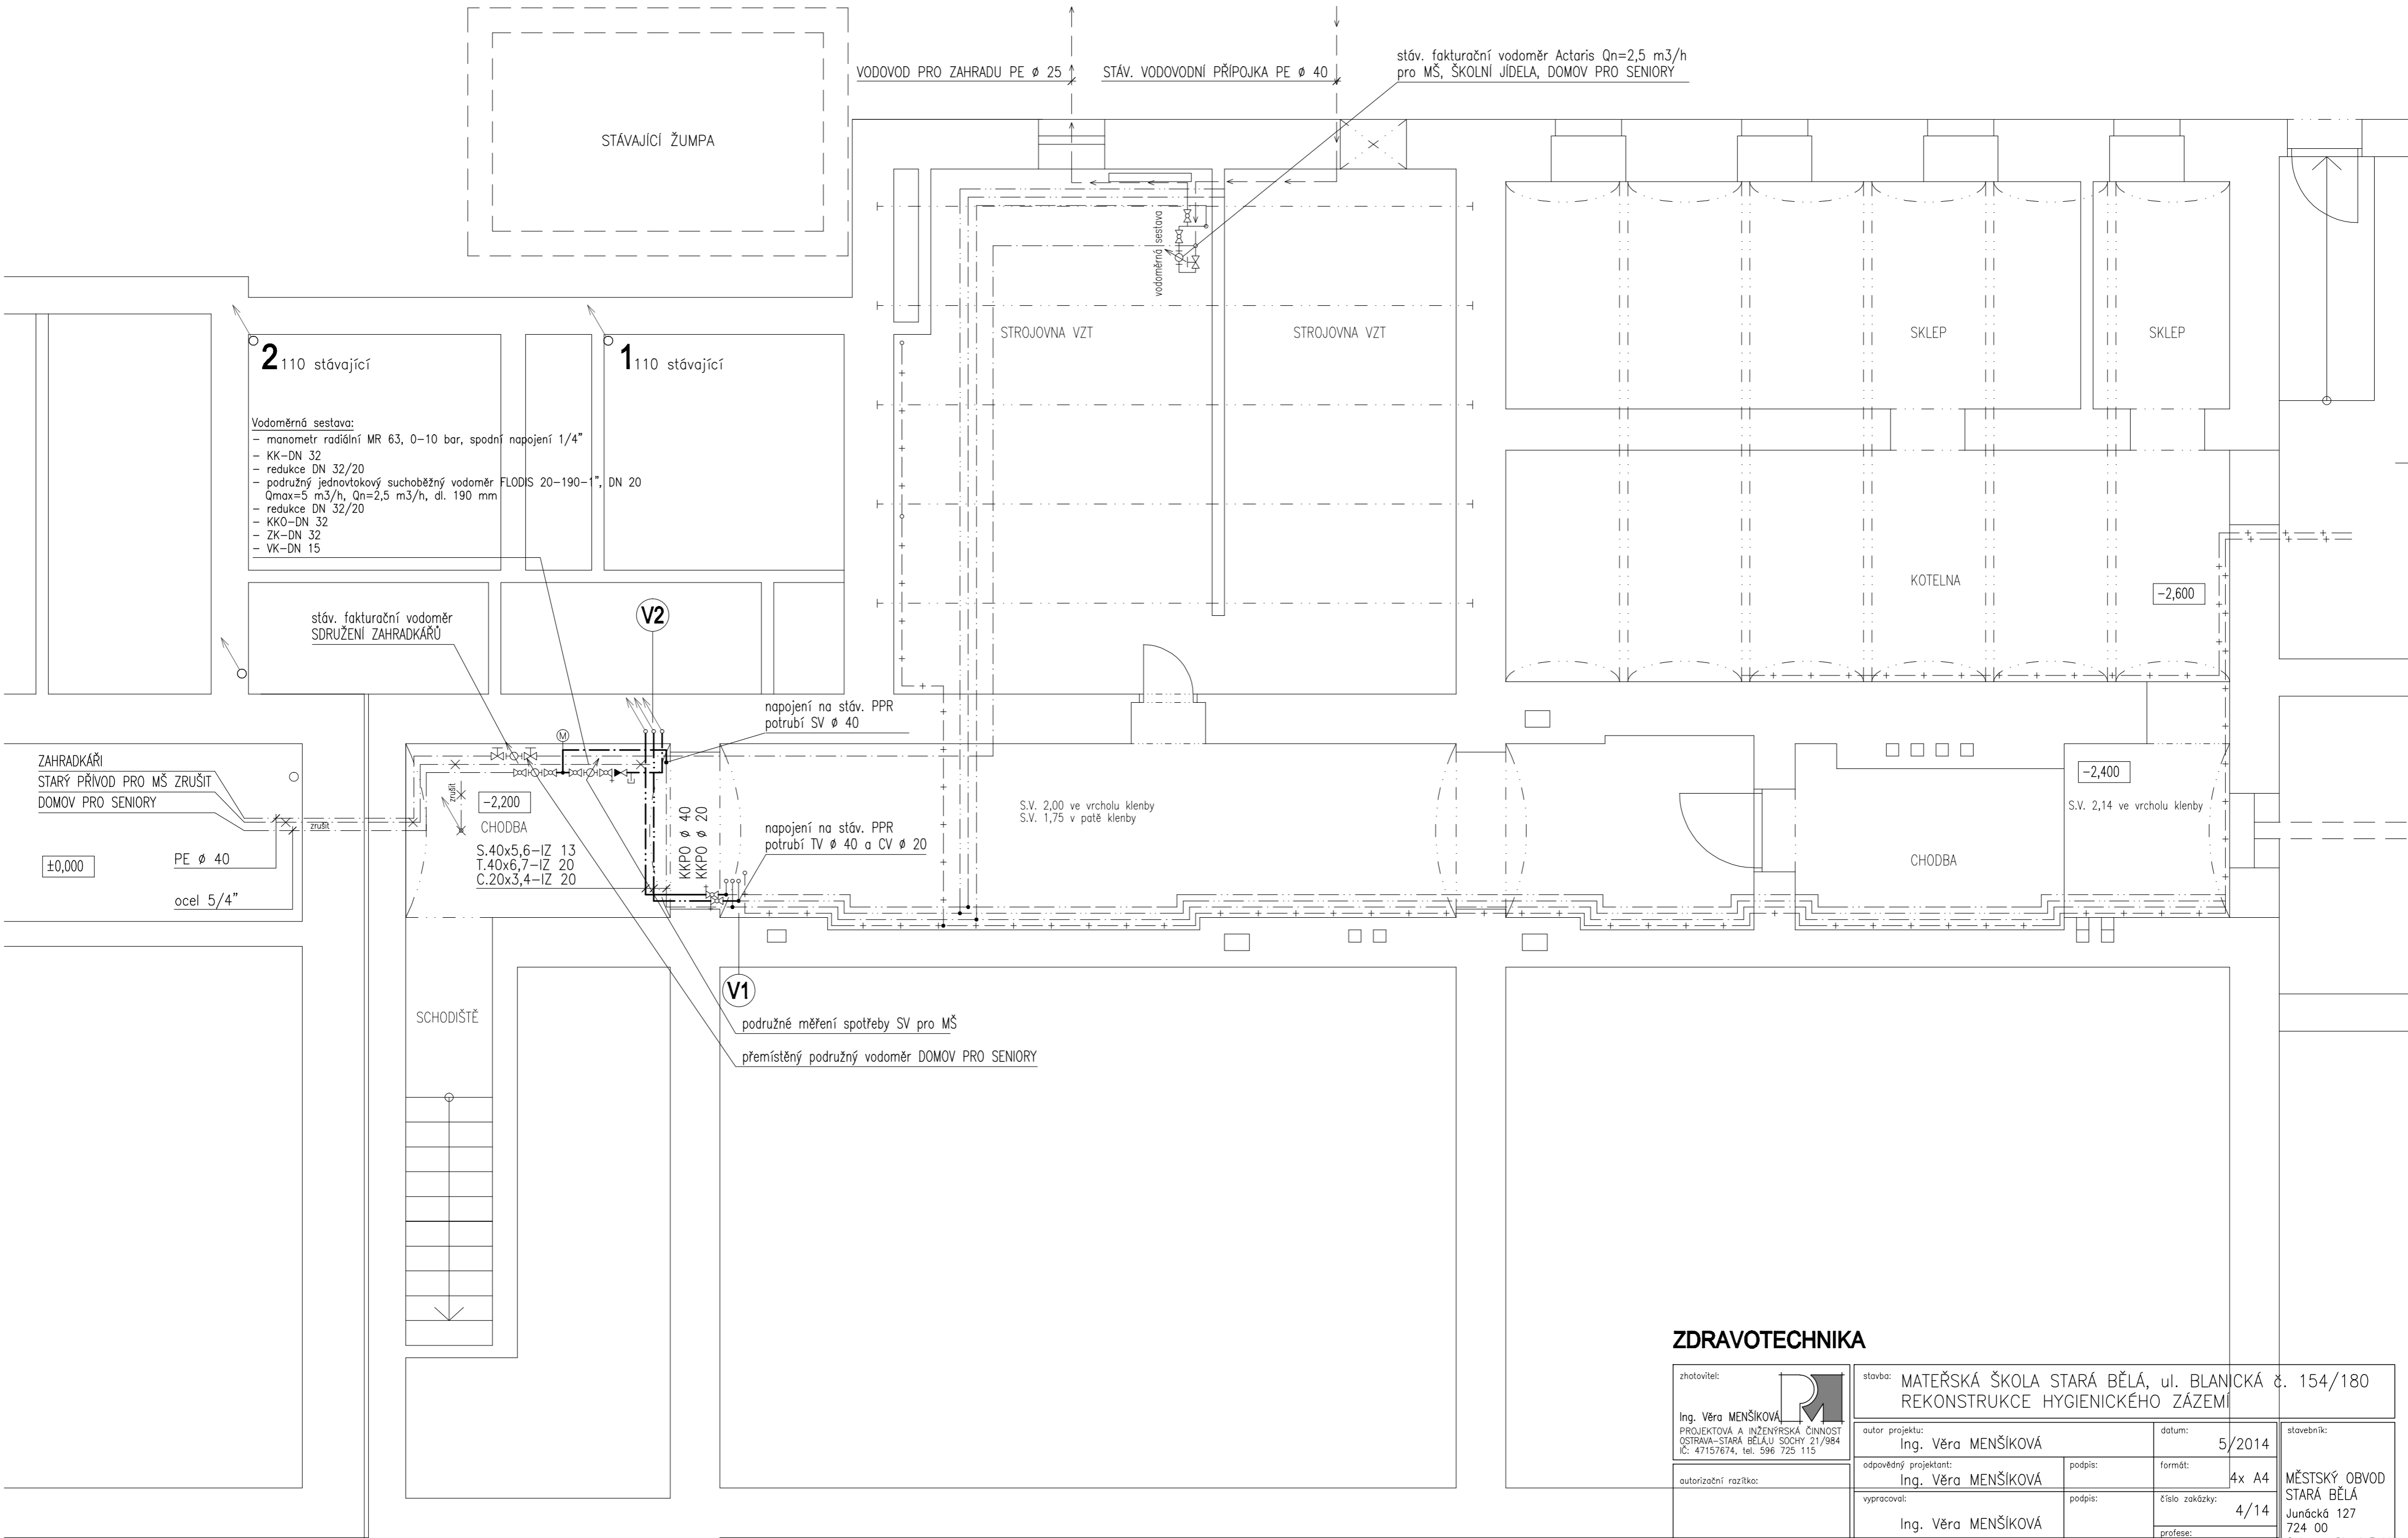 VODOVOD PRO ZAHRADU PE ø 25
STÁV. VODOVODNÍ PŘÍPOJKA PE ø 40
stáv. fakturační vodoměr Actaris Qn=2,5 m3/h
pro MŠ, ŠKOLNÍ JÍDELA, DOMOV PRO SENIORY
STÁVAJÍCÍ ŽUMPA
vodoměrná sestava
STROJOVNA VZT
STROJOVNA VZT
SKLEP
SKLEP
2 110 stávající
1 110 stávající
Vodoměrná sestava:
- manometr radiální MR 63, 0-10 bar, spodní napojení 1/4"
- KK-DN 32
- redukce DN 32/20
- podružný jednovtokový suchoběžný vodoměr FLODIS 20-190-1", DN 20
Qmax=5 m3/h, Qn=2,5 m3/h, dl. 190 mm
- redukce DN 32/20
- KKO-DN 32
- ZK-DN 32
- VK-DN 15
KOTELNA
-2,600
stáv. fakturační vodoměr
SDRUŽENÍ ZAHRADKÁŘŮ
V2
napojení na stáv. PPR
potrubí SV ø 40
M
ZAHRADKÁŘI
STARÝ PŘÍVOD PRO MŠ ZRUŠIT
DOMOV PRO SENIORY
zrušit
zrušit
-2,200
CHODBA
±0,000
PE ø 40
ocel 5/4"
S.40x5,6-IZ 13
T.40x6,7-IZ 20
C.20x3,4-IZ 20
KKPO ø 40
KKPO ø 20
napojení na stáv. PPR
potrubí TV ø 40 a CV ø 20
S.V. 2,00 ve vrcholu klenby
S.V. 1,75 v patě klenby
-2,400
S.V. 2,14 ve vrcholu klenby
CHODBA
V1
SCHODIŠTĚ
podružné měření spotřeby SV pro MŠ
přemístěný podružný vodoměr DOMOV PRO SENIORY
ZDRAVOTECHNIKA
zhotovitel:
Ing. Věra MENŠÍKOVÁ
PROJEKTOVÁ A INŽENÝRSKÁ ČINNOST
OSTRAVA-STARÁ BĚLÁ,U SOCHY 21/984
IČ: 47157674, tel. 596 725 115
autorizační razítko:
stavba: MATEŘSKÁ ŠKOLA STARÁ BĚLÁ, ul. BLANICKÁ č. 154/180
REKONSTRUKCE HYGIENICKÉHO ZÁZEMÍ
autor projektu:
Ing. Věra MENŠÍKOVÁ
datum:
5/2014
stavebník:
odpovědný projektant:
Ing. Věra MENŠÍKOVÁ
podpis:
formát:
4x A4
vypracoval:
Ing. Věra MENŠÍKOVÁ
podpis:
číslo zakázky:
4/14
profese:
MĚSTSKÝ OBVOD
STARÁ BĚLÁ
Junácká 127
724 00